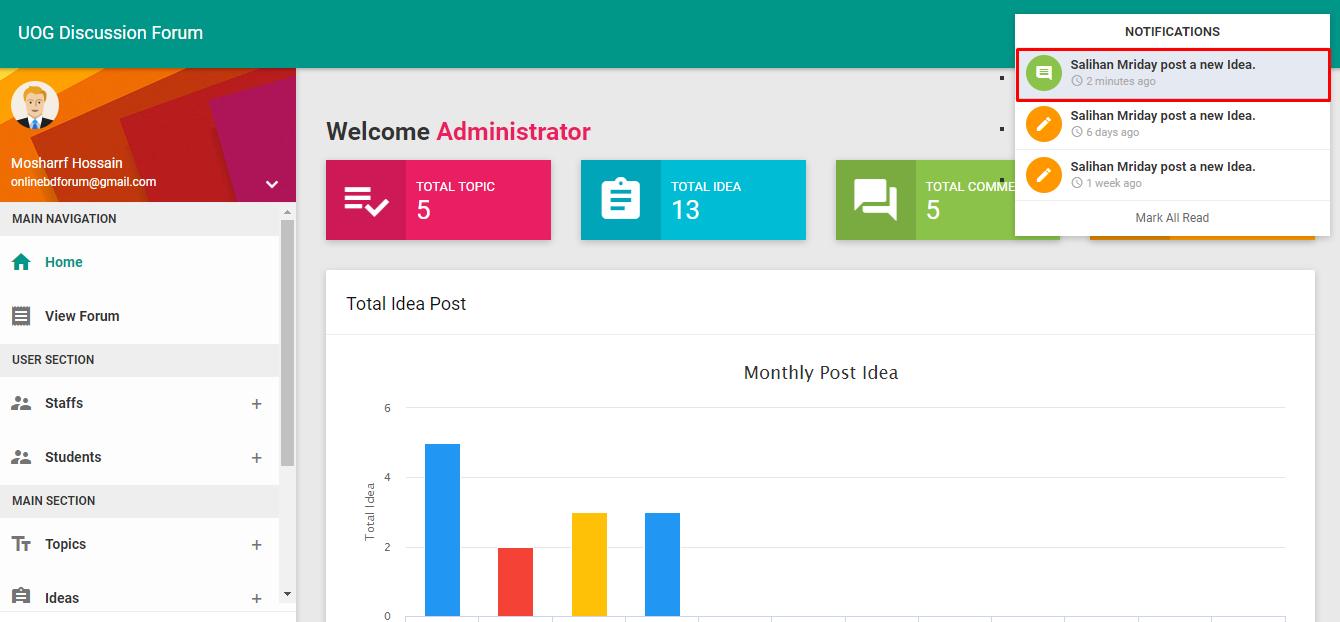 UOG Discussion Forum
NOTIFICATIONS
Salihan Mriday post a new Idea.
2 minutes ago
Salihan Mriday post a new Idea.
6 days ago
Salihan Mriday post a new Idea.
1 week ago
Mark All Read
Mosharrf Hossain
onlinebdforum@gmail.com
MAIN NAVIGATION
Home
View Forum
USER SECTION
Staffs
+
Students
+
MAIN SECTION
Topics
+
Ideas
+
Welcome Administrator
TOTAL TOPIC
5
TOTAL IDEA
13
TOTAL COMME
5
Total Idea Post
Monthly Post Idea
Total Idea
6
4
2
0